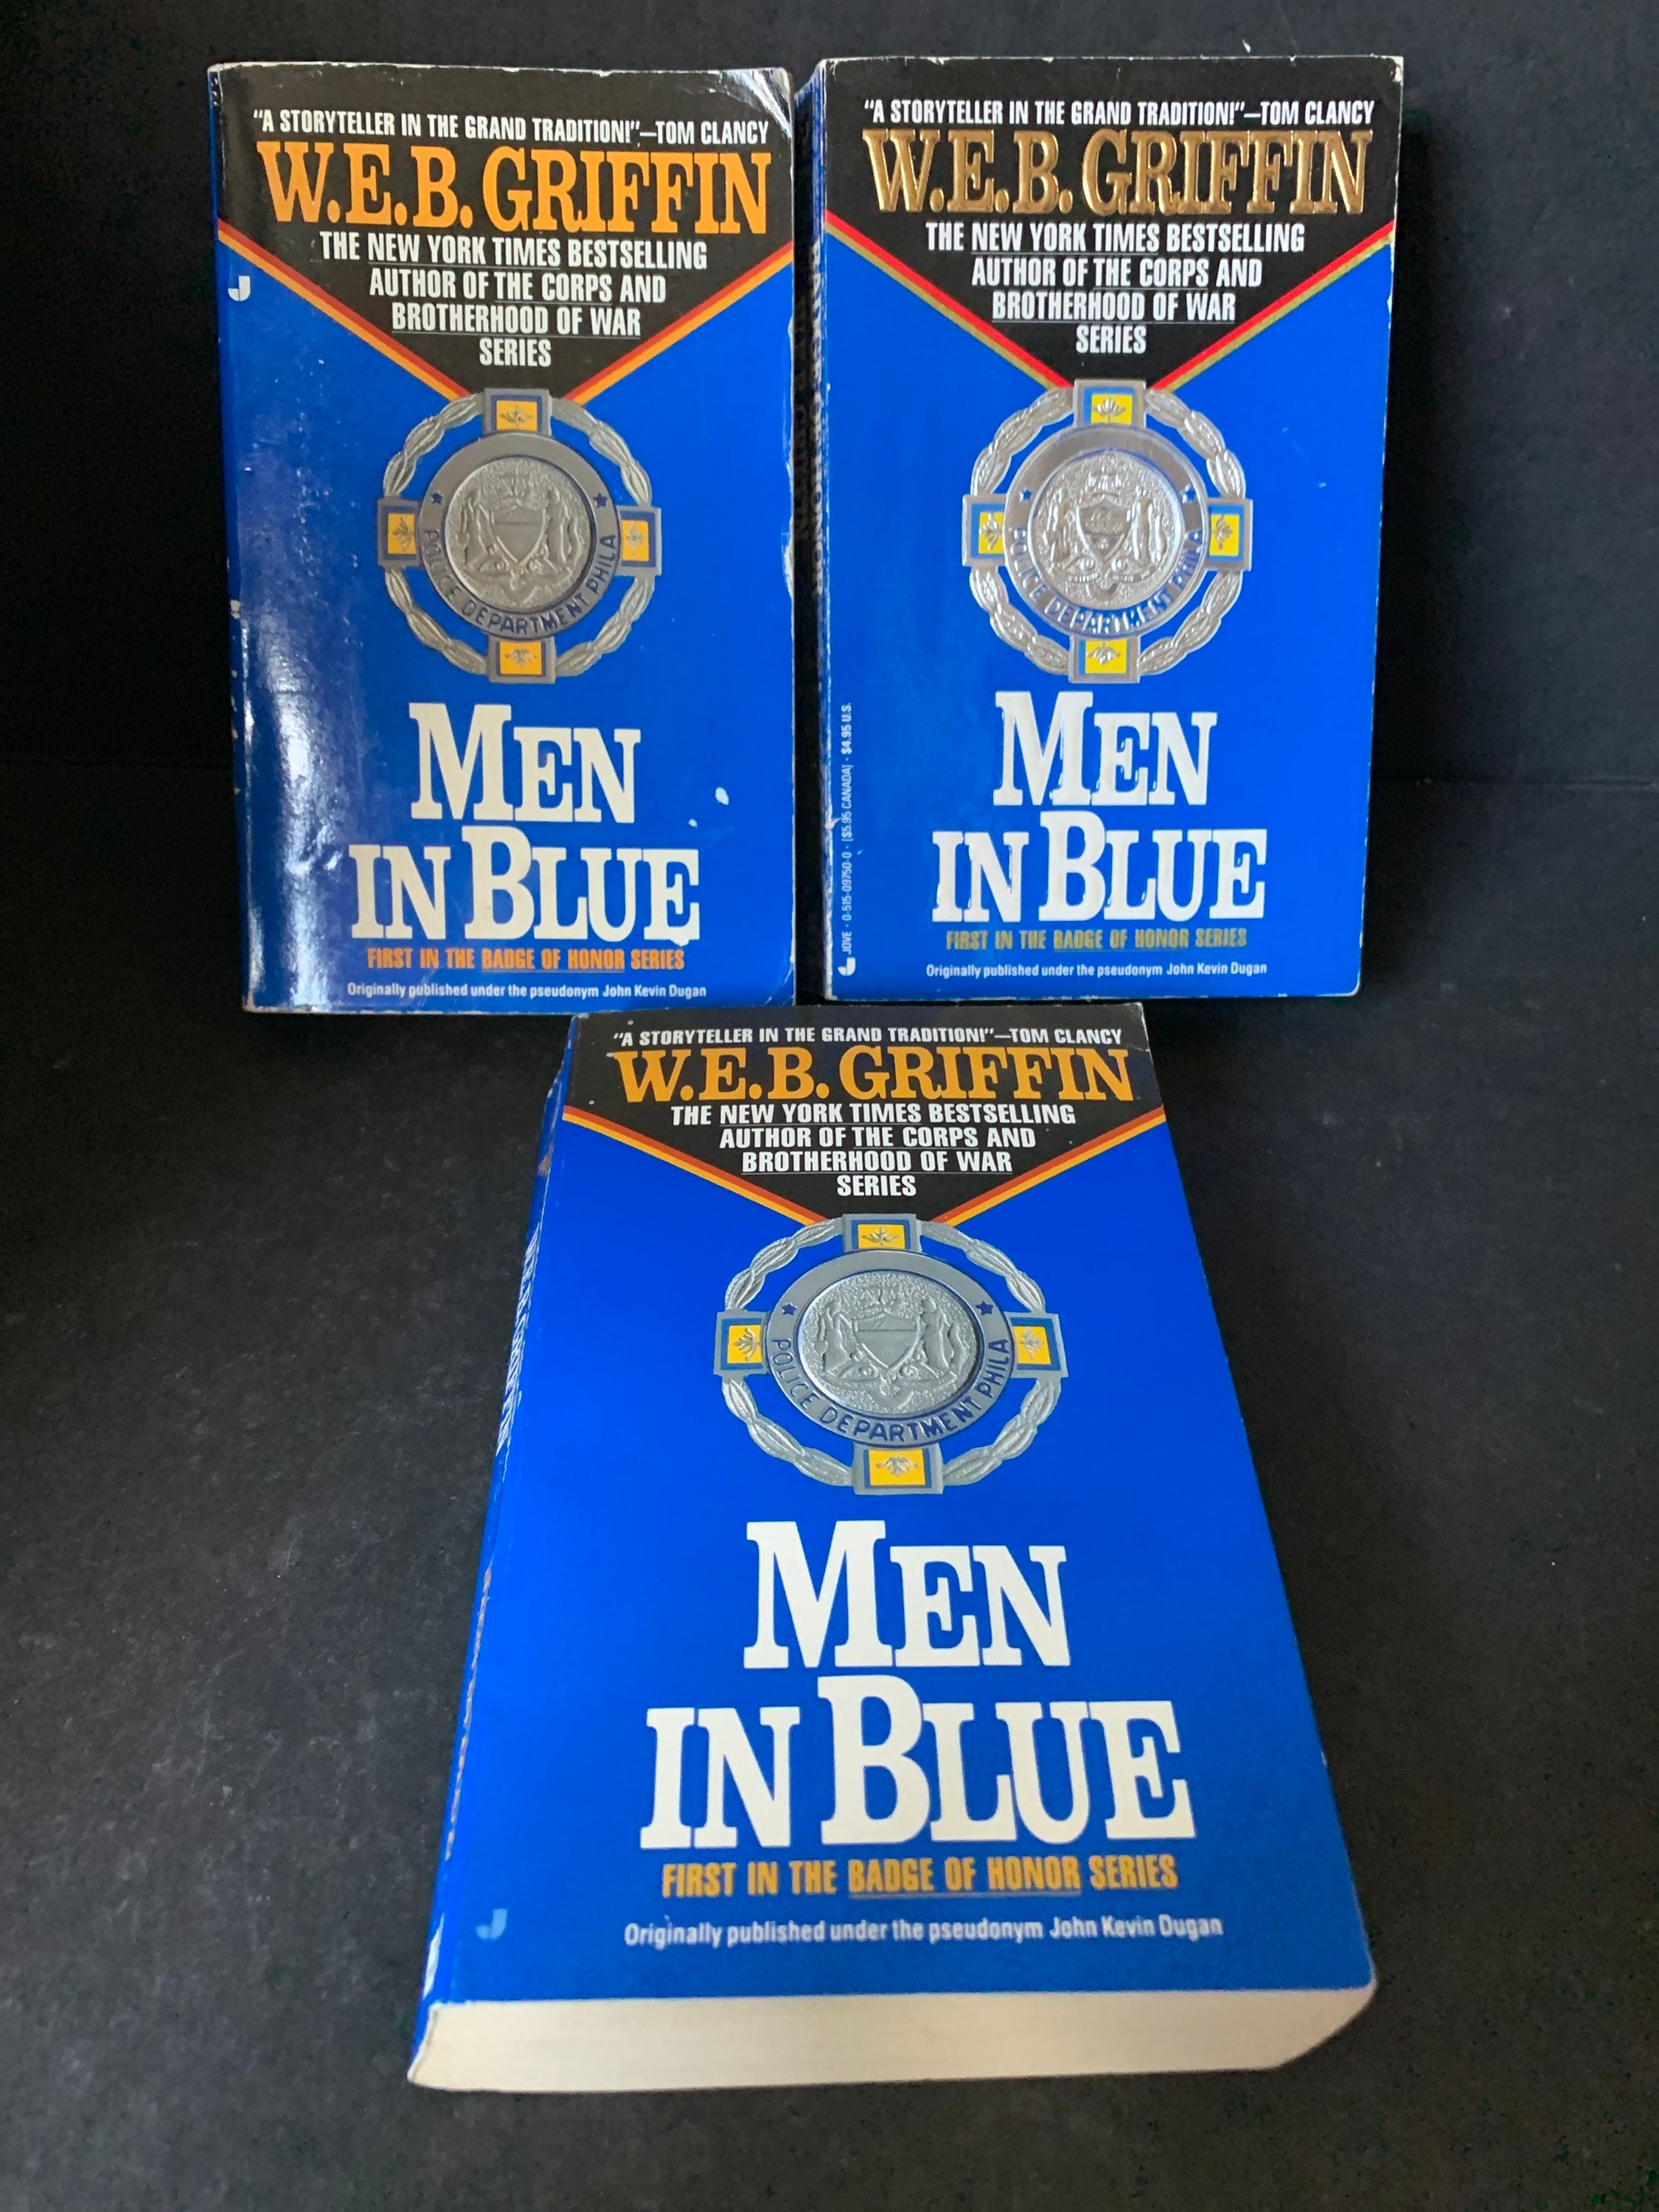 "A STORYTELLER IN THE GRAND TRADITION!"—TOM CLANCY
W.E.B. GRIFFIN
THE NEW YORK TIMES BESTSELLING
AUTHOR OF THE CORPS AND
BROTHERHOOD OF WAR
SERIES
J
POLICE DEPARTMENT PHILA
MEN
IN BLUE
FIRST IN THE BADGE OF HONOR SERIES
Originally published under the pseudonym John Kevin Dugan
"A STORYTELLER IN THE GRAND TRADITION!"—TOM CLANCY
W.E.B. GRIFFIN
THE NEW YORK TIMES BESTSELLING
AUTHOR OF THE CORPS AND
BROTHERHOOD OF WAR
SERIES
POLICE DEPARTMENT PHILA
MEN
IN BLUE
FIRST IN THE BADGE OF HONOR SERIES
Originally published under the pseudonym John Kevin Dugan
J JOVE · 0-515-09750-0 · [$5.95 CANADA] · $4.95 U.S.
"A STORYTELLER IN THE GRAND TRADITION!"—TOM CLANCY
W.E.B. GRIFFIN
THE NEW YORK TIMES BESTSELLING
AUTHOR OF THE CORPS AND
BROTHERHOOD OF WAR
SERIES
POLICE DEPARTMENT PHILA
MEN
IN BLUE
FIRST IN THE BADGE OF HONOR SERIES
J
Originally published under the pseudonym John Kevin Dugan